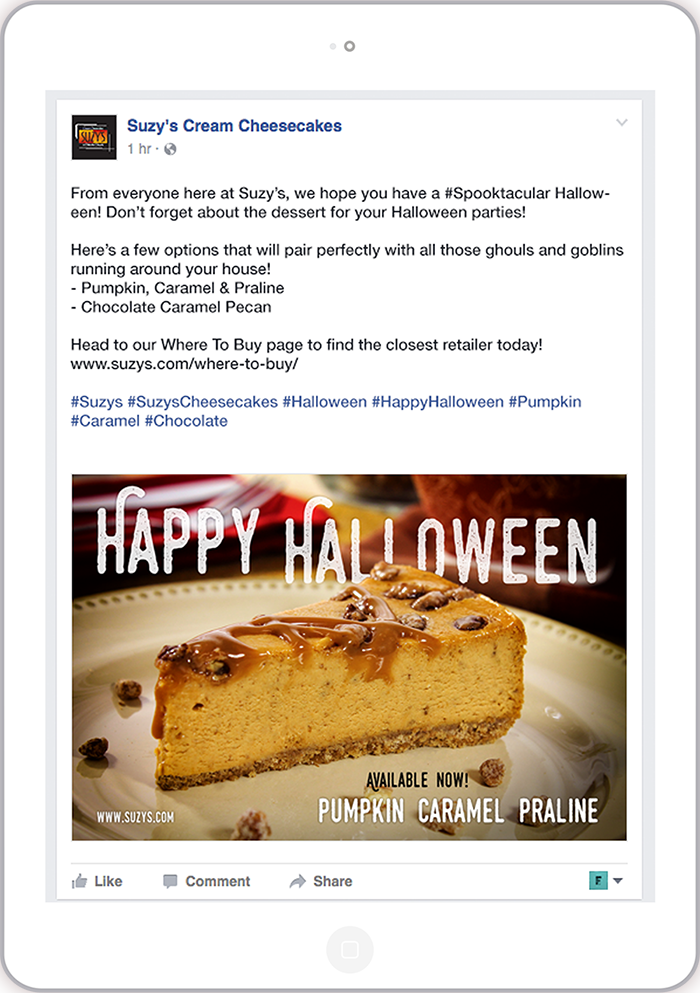 SUZYS
Suzy's Cream Cheesecakes
1 hr ·
From everyone here at Suzy's, we hope you have a #Spooktacular Hallow-
een! Don't forget about the dessert for your Halloween parties!
Here's a few options that will pair perfectly with all those ghouls and goblins
running around your house!
- Pumpkin, Caramel & Praline
- Chocolate Caramel Pecan
Head to our Where To Buy page to find the closest retailer today!
www.suzys.com/where-to-buy/
#Suzys #SuzysCheesecakes #Halloween #HappyHalloween #Pumpkin
#Caramel #Chocolate
HAPPY HALLOWEEN
AVAILABLE NOW!
WWW.SUZYS.COM PUMPKIN CARAMEL PRALINE
Like Comment Share F